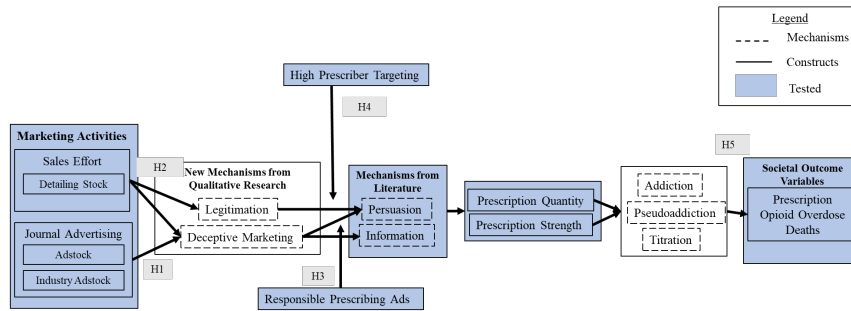 Legend
Mechanisms
Constructs
Tested
High Prescriber Targeting
H4
Marketing Activities
Sales Effort
Detailing Stock
Journal Advertising
Adstock
Industry Adstock
H2
H1
New Mechanisms from
Qualitative Research
Legitimation
Deceptive Marketing
H3
Responsible Prescribing Ads
Mechanisms from
Literature
Persuasion
Information
Prescription Quantity
Prescription Strength
Addiction
Pseudoaddiction
Titration
H5
Societal Outcome
Variables
Prescription
Opioid Overdose
Deaths